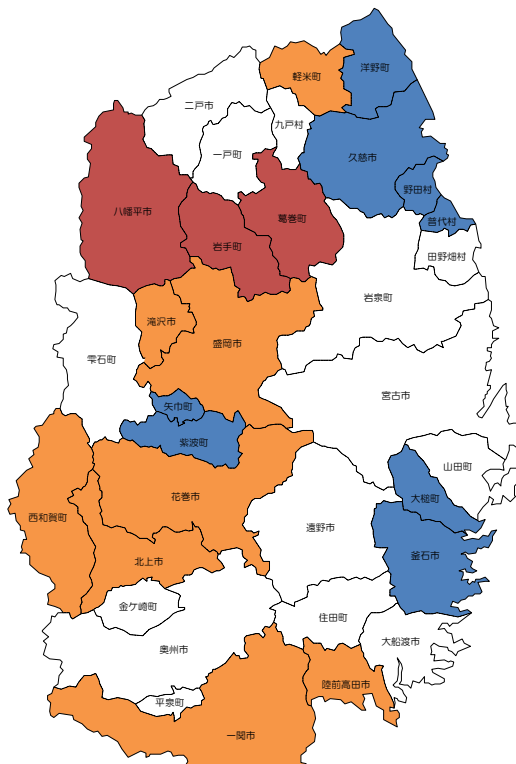 洋野町
軽米町
二戸市
九戸村
一戸町
久慈市
野田村
葛巻町
八幡平市
普代村
岩手町
田野畑村
岩泉町
滝沢市
盛岡市
雫石町
宮古市
矢巾町
紫波町
山田町
花巻市
大槌町
西和賀町
遠野市
釜石市
北上市
金ケ崎町
住田町
大船渡市
奥州市
陸前高田市
平泉町
一関市